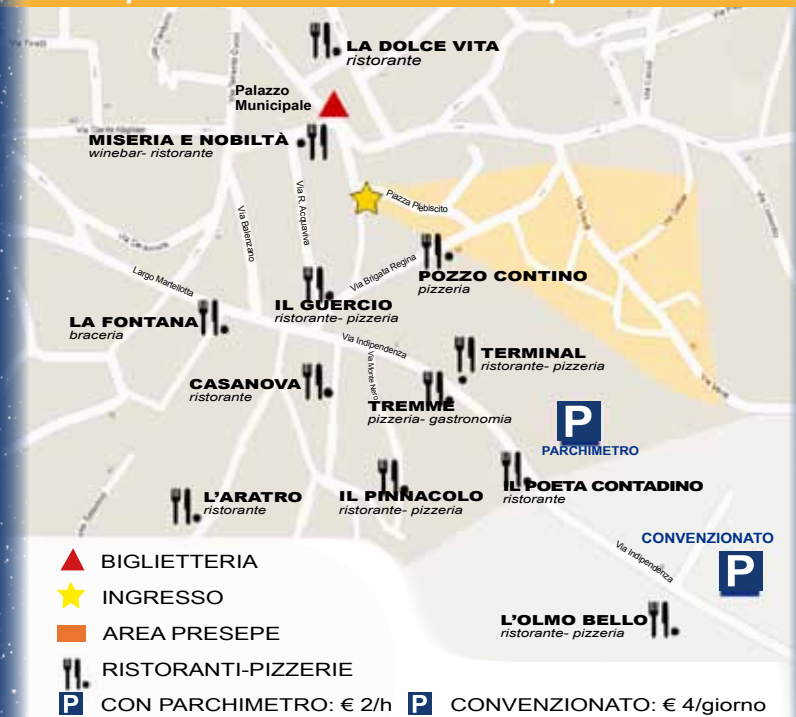 LA DOLCE VITA
ristorante
Palazzo
Municipale
MISERIA E NOBILTÀ
winebar- ristorante
Via R. Acquaviva
Piazza Plebiscito
Via Balenzano
Largo Martellotta
Via Brigata Regina
POZZO CONTINO
pizzeria
IL GUERCIO
ristorante- pizzeria
LA FONTANA
braceria
Via Indipendenza
Via Monte Nero
TERMINAL
ristorante- pizzeria
CASANOVA
ristorante
TREMME
pizzeria- gastronomia
P
PARCHIMETRO
L'ARATRO
ristorante
IL PINNACOLO
ristorante- pizzeria
IL POETA CONTADINO
ristorante
CONVENZIONATO
P
Via Indipendenza
L'OLMO BELLO
ristorante- pizzeria
BIGLIETTERIA
INGRESSO
AREA PRESEPE
RISTORANTI-PIZZERIE
P CON PARCHIMETRO: € 2/h P CONVENZIONATO: € 4/giorno